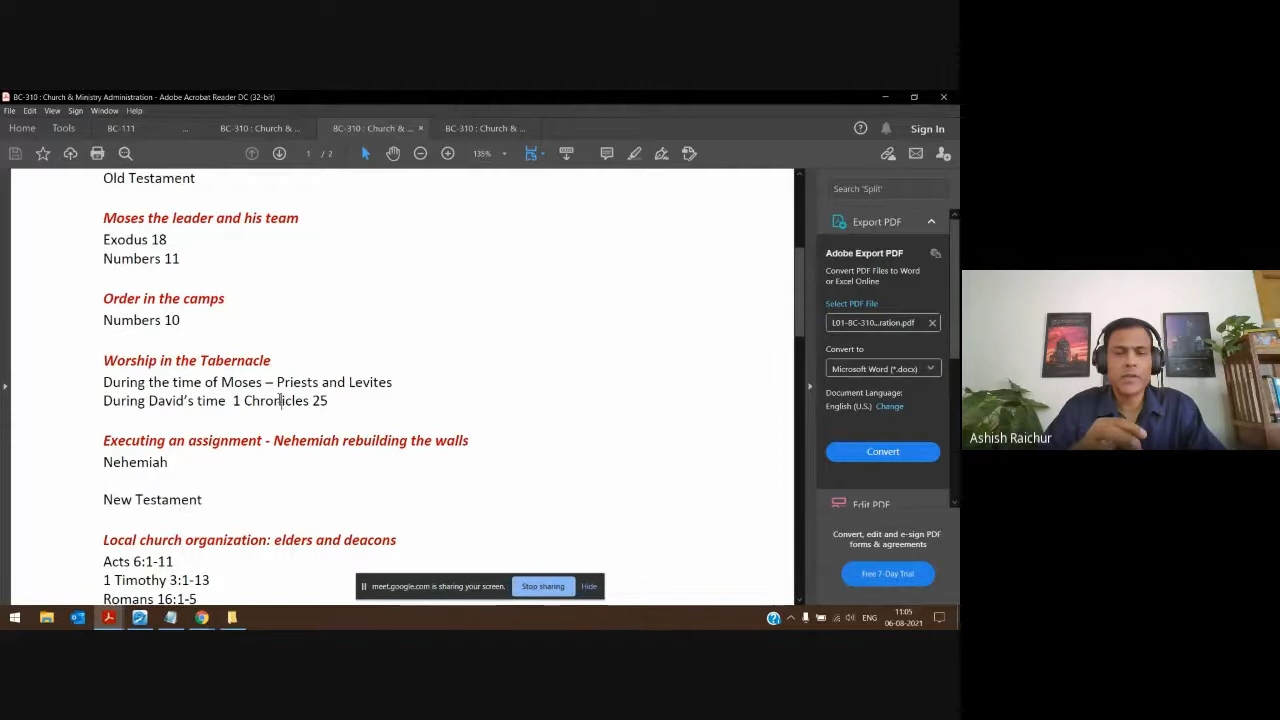 BC-310 : Church & Ministry Administration - Adobe Acrobat Reader DC (32-bit)
File Edit View Sign Window Help
Home Tools BC-111 ... BC-310 : Church & ... BC-310 : Church & ... × BC-310 : Church & ...
Sign In
1 / 2 135%
Old Testament
Moses the leader and his team
Exodus 18
Numbers 11
Order in the camps
Numbers 10
Worship in the Tabernacle
During the time of Moses – Priests and Levites
During David's time 1 Chronicles 25
Executing an assignment - Nehemiah rebuilding the walls
Nehemiah
New Testament
Local church organization: elders and deacons
Acts 6:1-11
1 Timothy 3:1-13
Romans 16:1-5
Search 'Split'
Export PDF
Adobe Export PDF
Convert PDF Files to Word
or Excel Online
Select PDF File
L01-BC-310...ration.pdf
Convert to
Microsoft Word (*.docx)
Document Language:
English (U.S.) Change
Convert
Edit PDF
Convert, edit and e-sign PDF
forms & agreements
Free 7-Day Trial
meet.google.com is sharing your screen. Stop sharing Hide
ENG
11:05
06-08-2021
Ashish Raichur